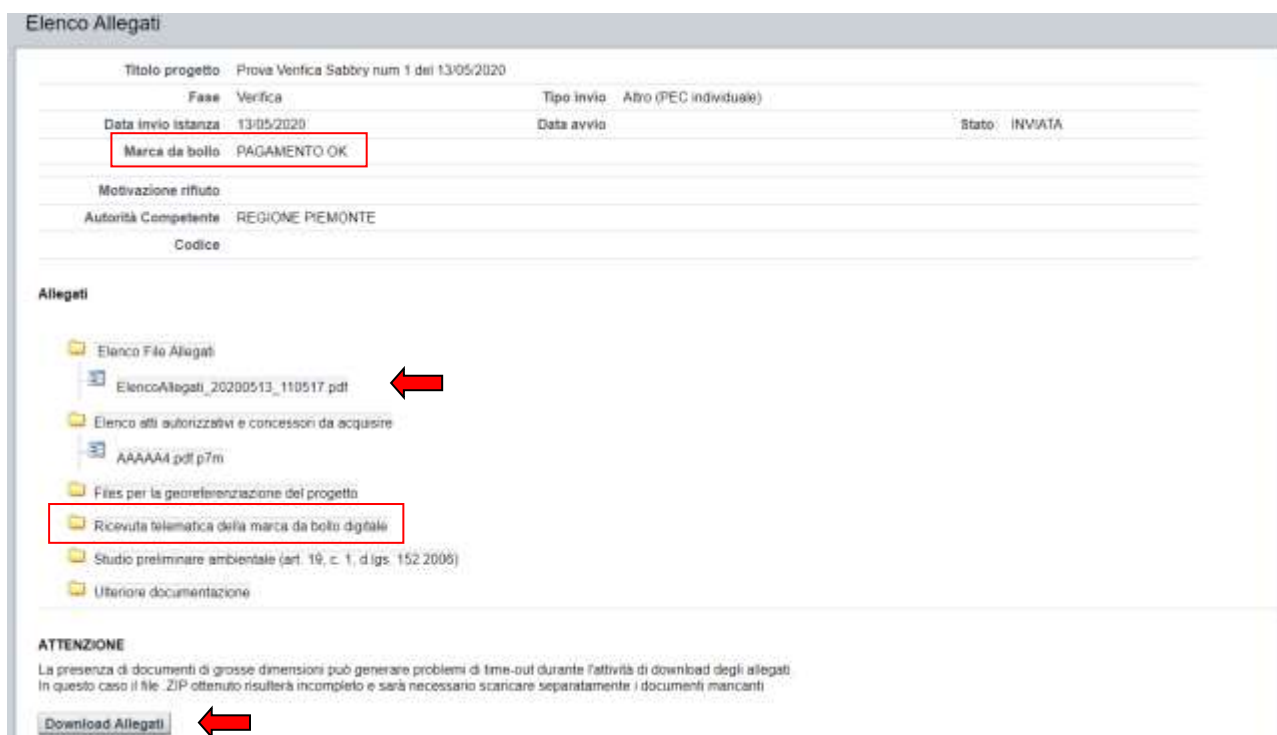 Elenco Allegati
Titolo progetto Prova Verifica Sabbry num 1 del 13/05/2020
Fase Verifica Tipo invio Altro (PEC individuale)
Data invio istanza 13/05/2020 Data avvio Stato INVIATA
Marca da bollo PAGAMENTO OK
Motivazione rifiuto
Autorità Competente REGIONE PIEMONTE
Codice
Allegati
Elenco File Allegati
ElencoAllegati_20200513_110517.pdf
Elenco atti autorizzativi e concessori da acquisire
AAAAA4.pdf.p7m
Files per la georeferenziazione del progetto
Ricevuta telematica della marca da bollo digitale
Studio preliminare ambientale (art. 19, c. 1, d.lgs. 152.2006)
Ulteriore documentazione
ATTENZIONE
La presenza di documenti di grosse dimensioni può generare problemi di time-out durante l'attività di download degli allegati
In questo caso il file .ZIP ottenuto risulterà incompleto e sarà necessario scaricare separatamente i documenti mancanti
Download Allegati